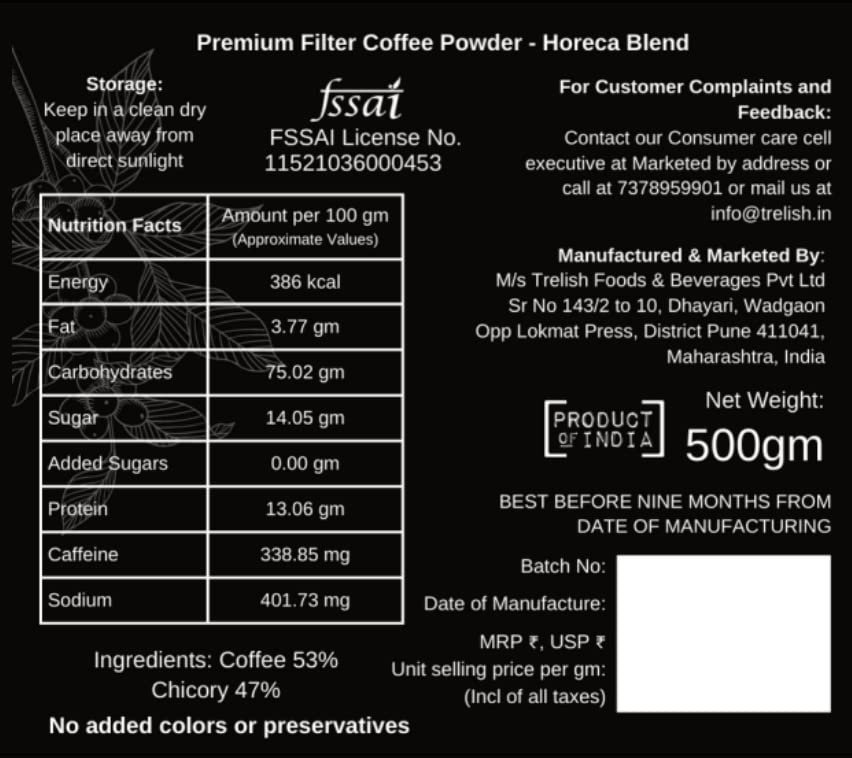 Premium Filter Coffee Powder - Horeca Blend
Storage:
Keep in a clean dry
place away from
direct sunlight
fssai
FSSAI License No.
11521036000453
For Customer Complaints and
Feedback:
Contact our Consumer care cell
executive at Marketed by address or
call at 7378959901 or mail us at
info@trelish.in
Nutrition Facts Amount per 100 gm
(Approximate Values)
Energy 386 kcal
Fat 3.77 gm
Carbohydrates 75.02 gm
Sugar 14.05 gm
Added Sugars 0.00 gm
Protein 13.06 gm
Caffeine 338.85 mg
Sodium 401.73 mg
Ingredients: Coffee 53%
Chicory 47%
No added colors or preservatives
Manufactured & Marketed By:
M/s Trelish Foods & Beverages Pvt Ltd
Sr No 143/2 to 10, Dhayari, Wadgaon
Opp Lokmat Press, District Pune 411041,
Maharashtra, India
PRODUCT
OF INDIA
Net Weight:
500gm
BEST BEFORE NINE MONTHS FROM
DATE OF MANUFACTURING
Batch No:
Date of Manufacture:
MRP ₹, USP ₹
Unit selling price per gm:
(Incl of all taxes)